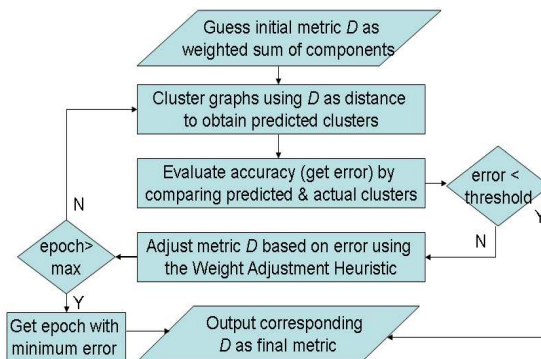 Guess initial metric D as
weighted sum of components
Cluster graphs using D as distance
to obtain predicted clusters
Evaluate accuracy (get error) by
comparing predicted & actual clusters
error <
threshold
Y
N
N
Adjust metric D based on error using
the Weight Adjustment Heuristic
epoch>
max
Y
Get epoch with
minimum error
Output corresponding
D as final metric